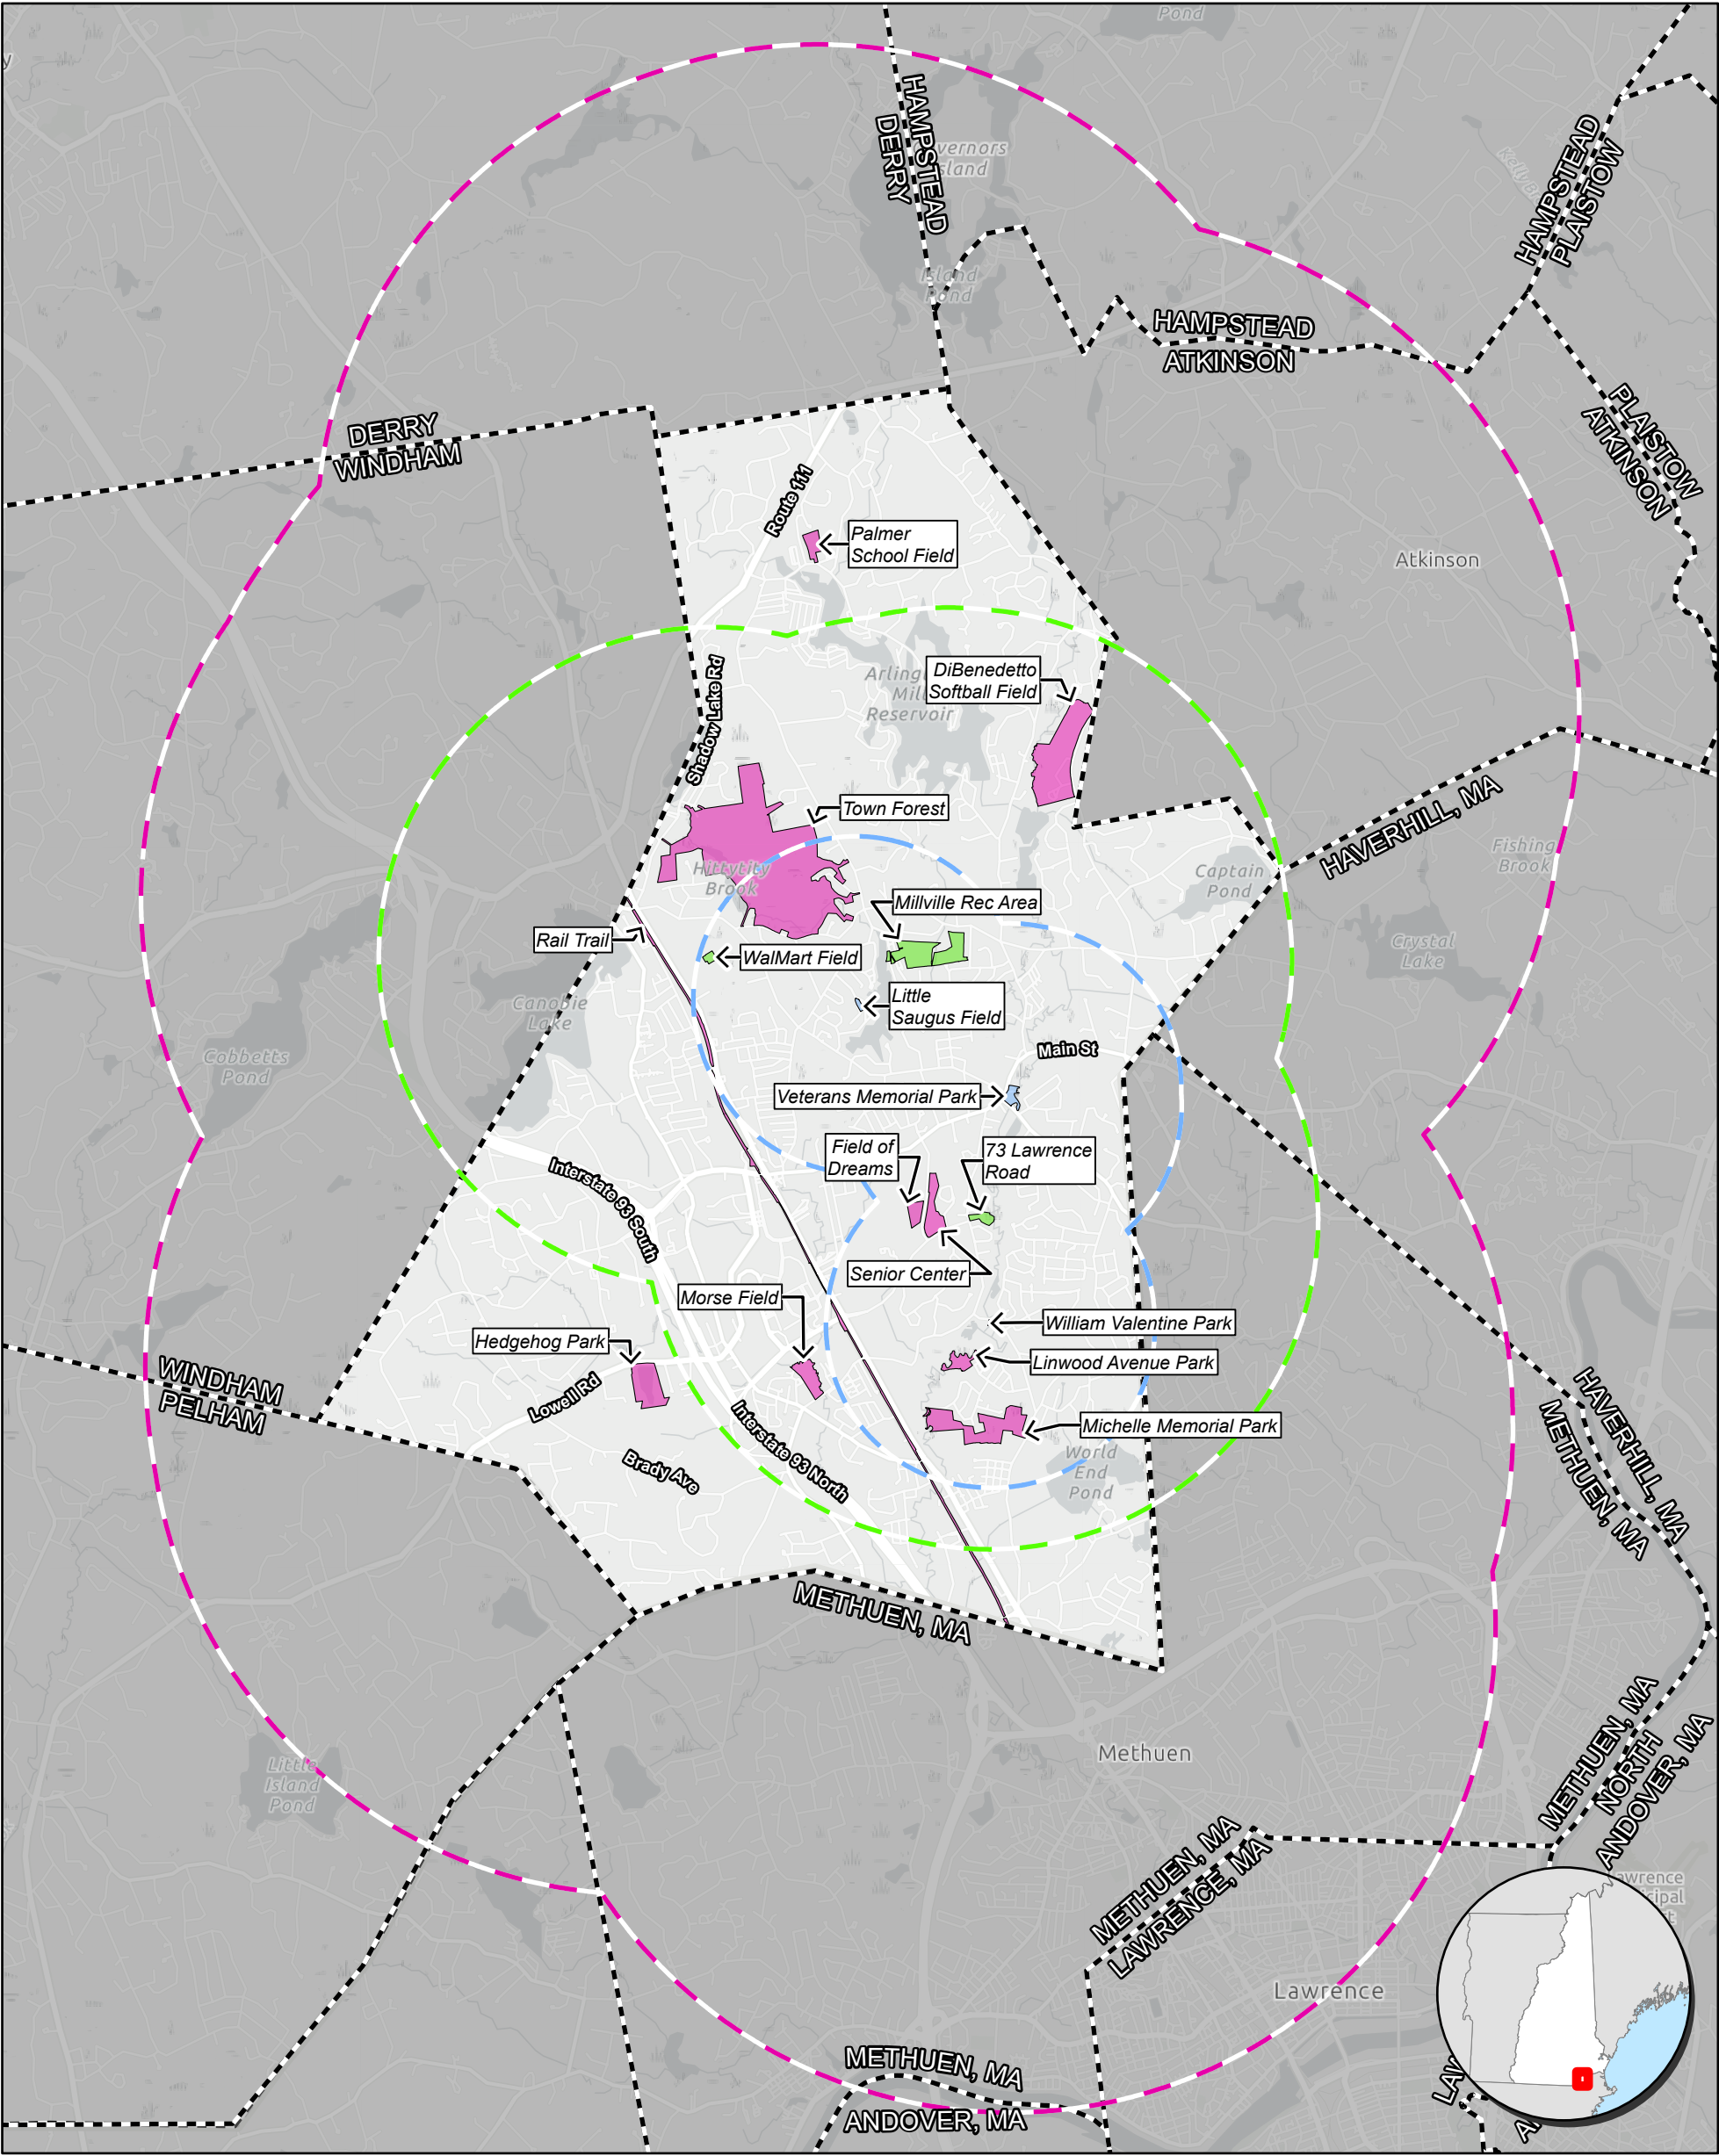 Pond
HAMPSTEAD
DERRY
HAMPSTEAD
PLAISTOW
Island
Pond
HAMPSTEAD
ATKINSON
PLAISTOW
ATKINSON
DERRY
WINDHAM
Route 111
Palmer
School Field
Atkinson
Shadow Lake Rd
DiBenedetto
Softball Field
Reservoir
Town Forest
HAVERHILL, MA
Hittytity
Brook
Captain
Pond
Fishing
Brook
Millville Rec Area
Rail Trail
WalMart Field
Crystal
Lake
Little
Saugus Field
Canobie
Lake
Cobbetts
Pond
Main St
Veterans Memorial Park
Field of
Dreams
73 Lawrence
Road
Interstate 93 South
Senior Center
Morse Field
William Valentine Park
Hedgehog Park
Linwood Avenue Park
WINDHAM
PELHAM
Lowell Rd
Michelle Memorial Park
HAVERHILL, MA
METHUEN, MA
Interstate 93 North
World
End
Pond
Brady Ave
METHUEN, MA
Methuen
METHUEN, MA
NORTH
ANDOVER, MA
Little
Island
Pond
METHUEN, MA
LAWRENCE, MA
Lawrence
METHUEN, MA
ANDOVER, MA